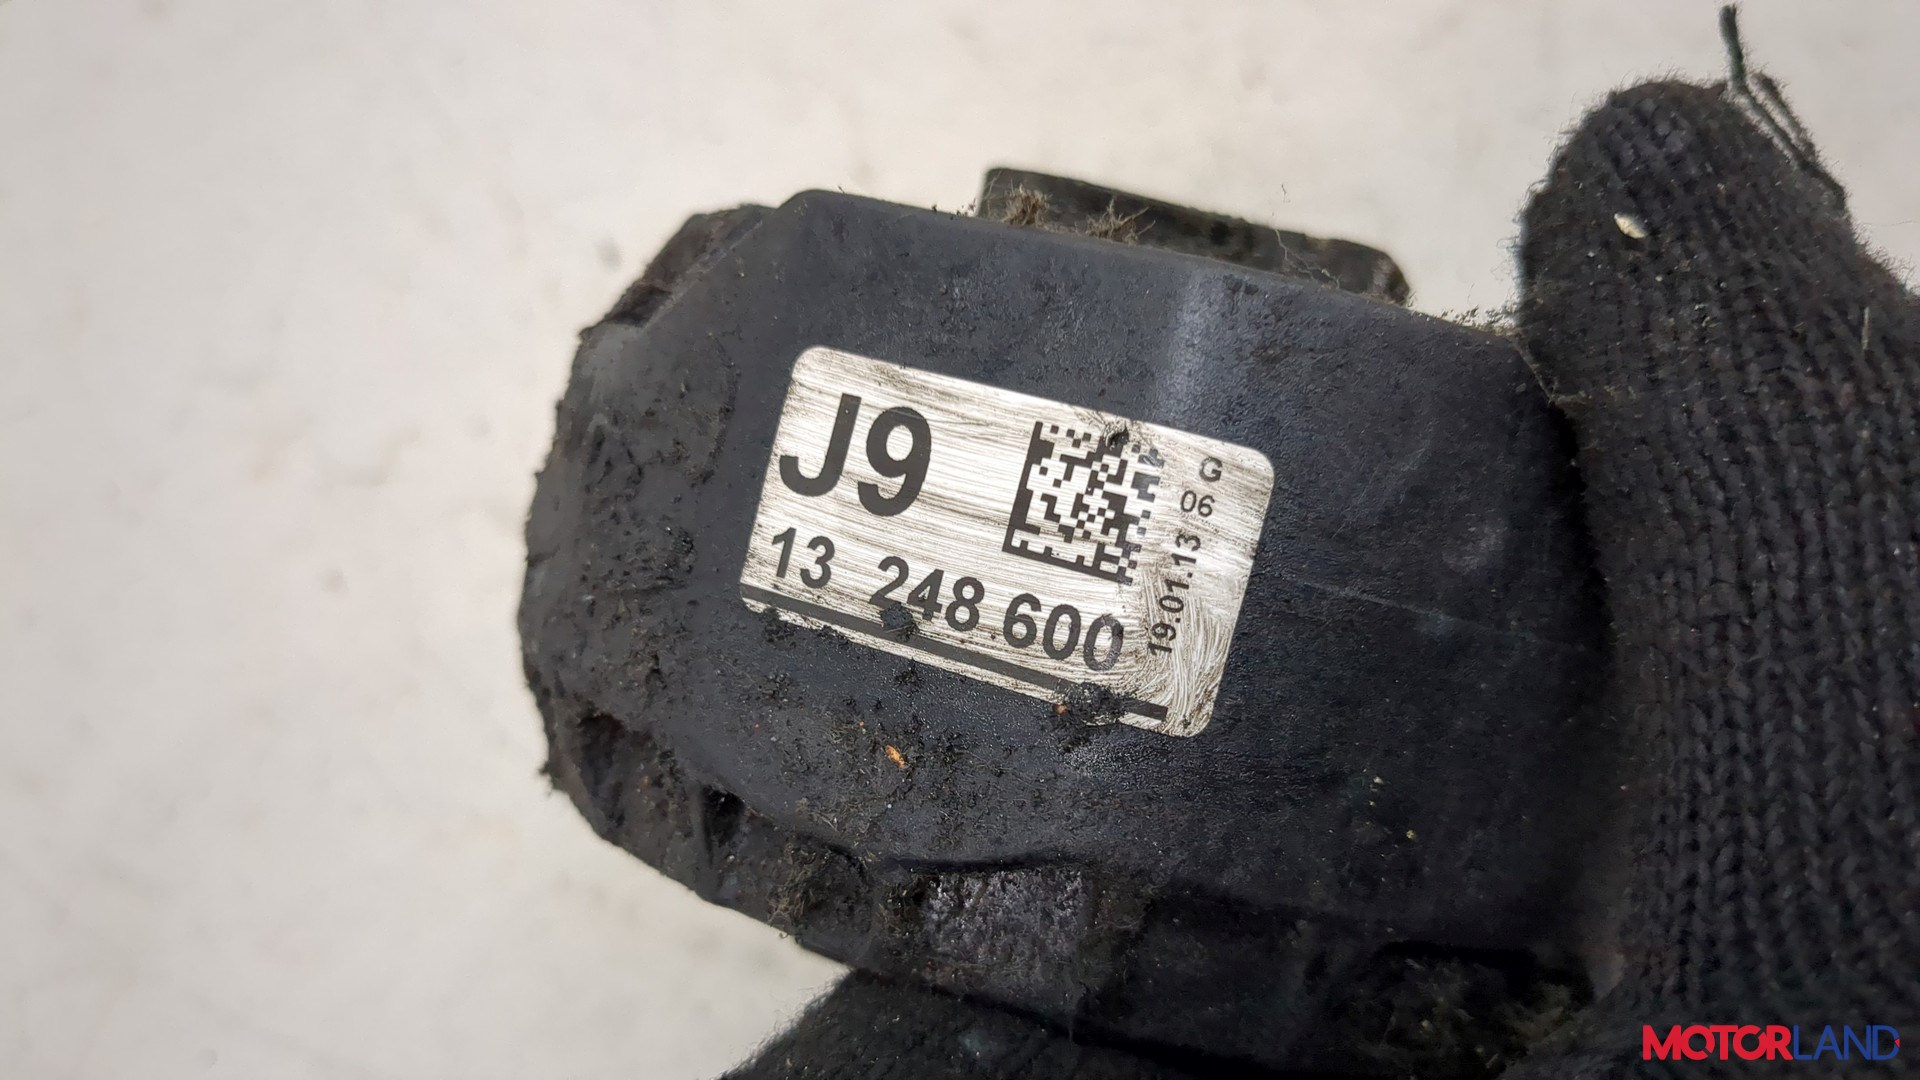 J9
13 248 600
G
06
19.01.13
MOTORLAND